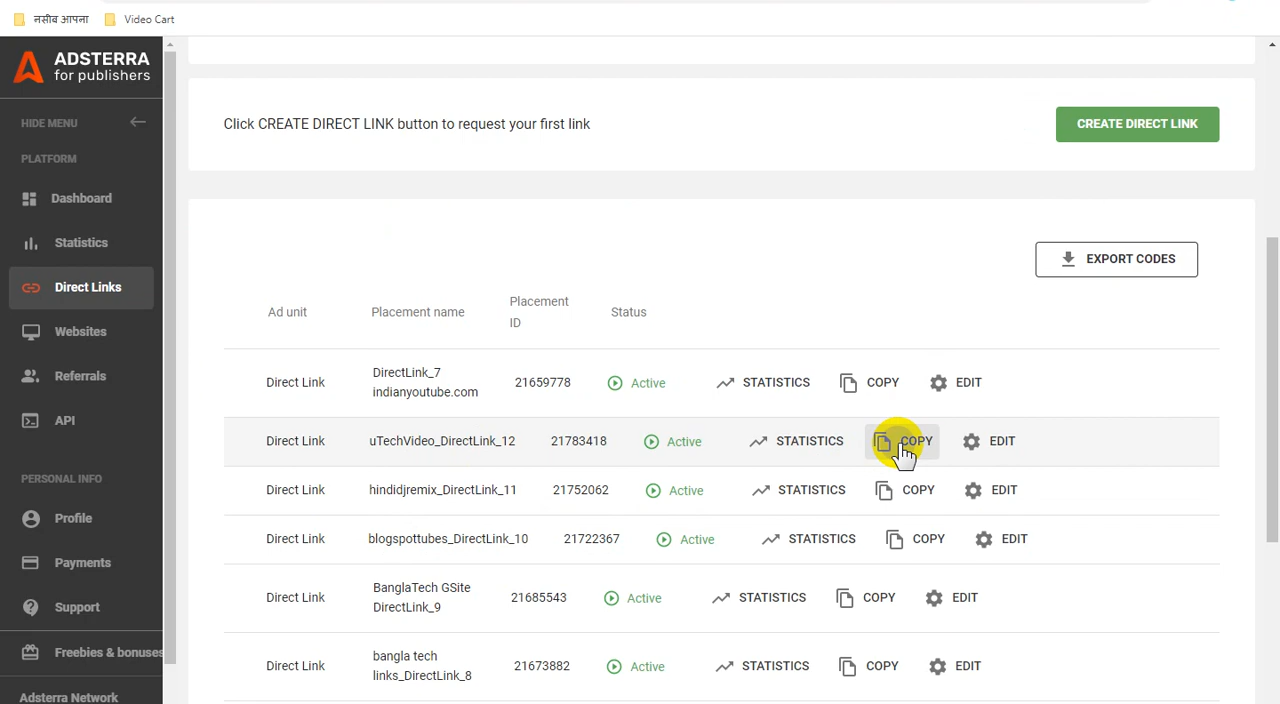 नसीब आपना
Video Cart
ADSTERRA
for publishers
HIDE MENU
PLATFORM
Dashboard
Statistics
Direct Links
Websites
Referrals
API
PERSONAL INFO
Profile
Payments
Support
Freebies & bonuses
Adsterra Network
Click CREATE DIRECT LINK button to request your first link
CREATE DIRECT LINK
EXPORT CODES
Ad unit
Placement name
Placement
ID
Status
Direct Link
DirectLink_7
indianyoutube.com
21659778
Active
STATISTICS
COPY
EDIT
Direct Link
uTechVideo_DirectLink_12
21783418
Active
STATISTICS
COPY
EDIT
Direct Link
hindidjremix_DirectLink_11
21752062
Active
STATISTICS
COPY
EDIT
Direct Link
blogspottubes_DirectLink_10
21722367
Active
STATISTICS
COPY
EDIT
Direct Link
BanglaTech GSite
DirectLink_9
21685543
Active
STATISTICS
COPY
EDIT
Direct Link
bangla tech
links_DirectLink_8
21673882
Active
STATISTICS
COPY
EDIT